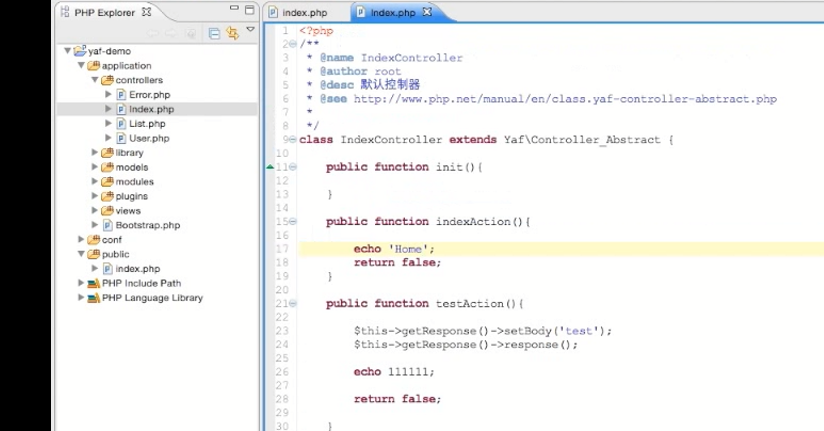 PHP Explorer
index.php
Index.php
yaf-demo
application
controllers
Error.php
Index.php
List.php
User.php
library
models
modules
plugins
views
Bootstrap.php
conf
public
index.php
PHP Include Path
PHP Language Library
1 <?php
2 /**
3 * @name IndexController
4 * @author root
5 * @desc 默认控制器
6 * @see http://www.php.net/manual/en/class.yaf-controller-abstract.php
7 *
8 */
9 class IndexController extends Yaf\Controller_Abstract {
10
11 public function init(){
12
13 }
14
15 public function indexAction(){
16
17 echo 'Home';
18 return false;
19 }
20
21 public function testAction(){
22
23 $this->getResponse()->setBody('test');
24 $this->getResponse()->response();
25
26 echo 111111;
27
28 return false;
29
30 }